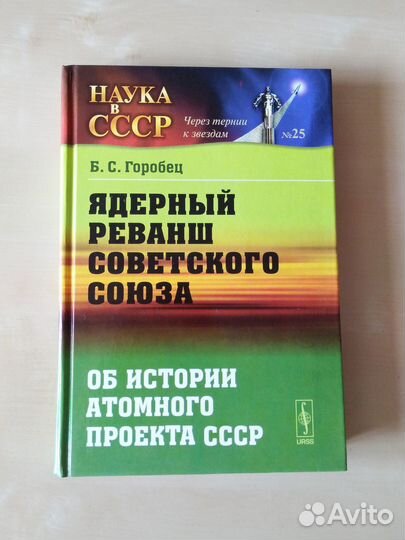 НАУКА
В
СССР
Через тернии
к звездам
№25
Б. С. Горобец
ЯДЕРНЫЙ
РЕВАНШ
СОВЕТСКОГО
СОЮЗА
ОБ ИСТОРИИ
АТОМНОГО
ПРОЕКТА СССР
URSS
Avito